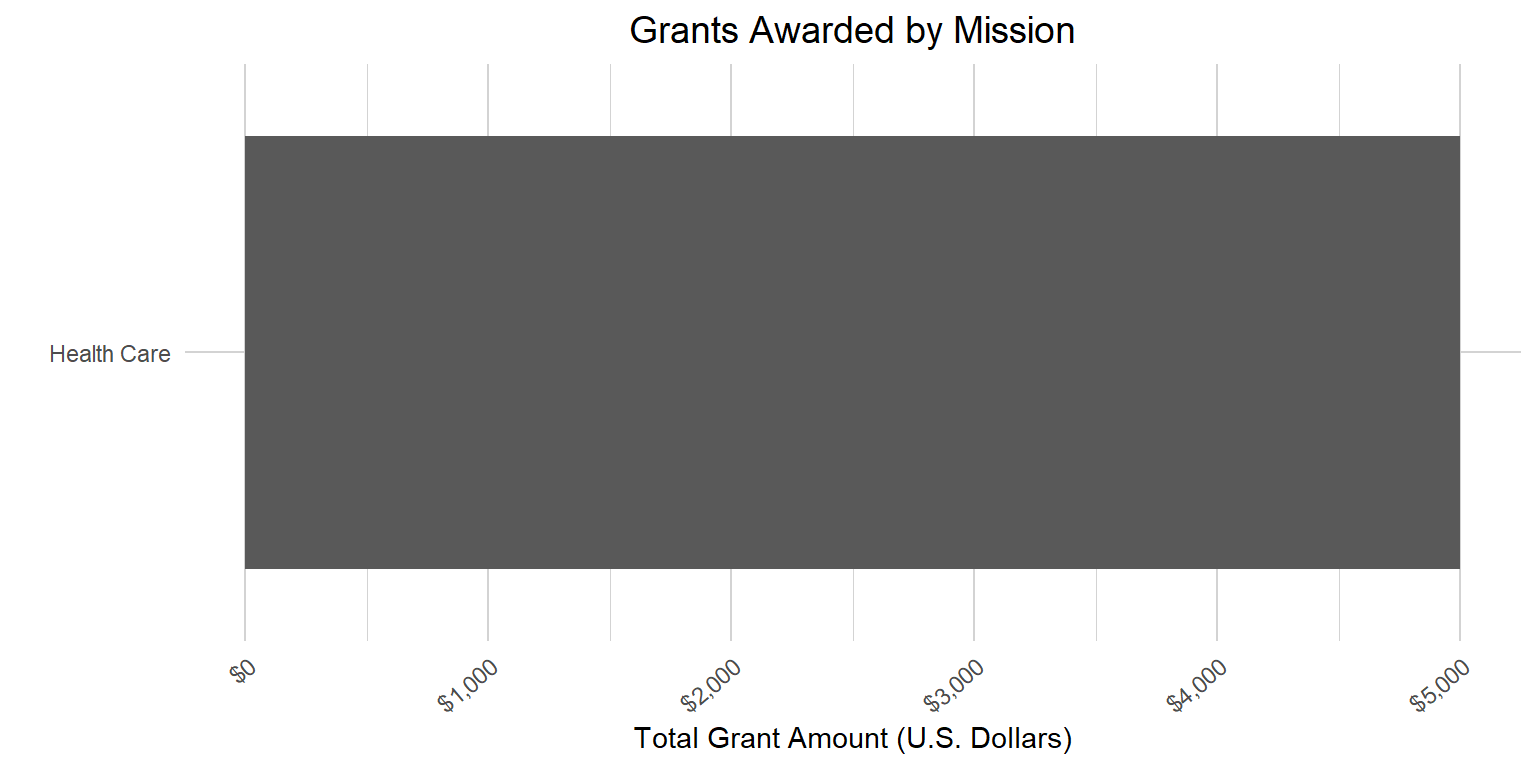 Grants Awarded by Mission
Health Care
$0
$1,000
$2,000
$3,000
$4,000
$5,000
Total Grant Amount (U.S. Dollars)